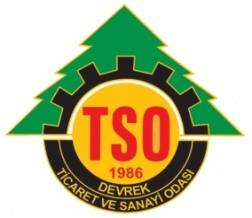 TSO
1986
DEVREK
TİCARET VE SANAYİ ODASI